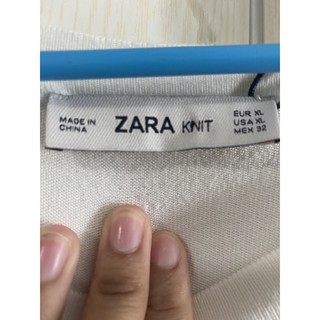 MADE IN
CHINA
ZARA KNIT
EUR XL
USA XL
MEX 32